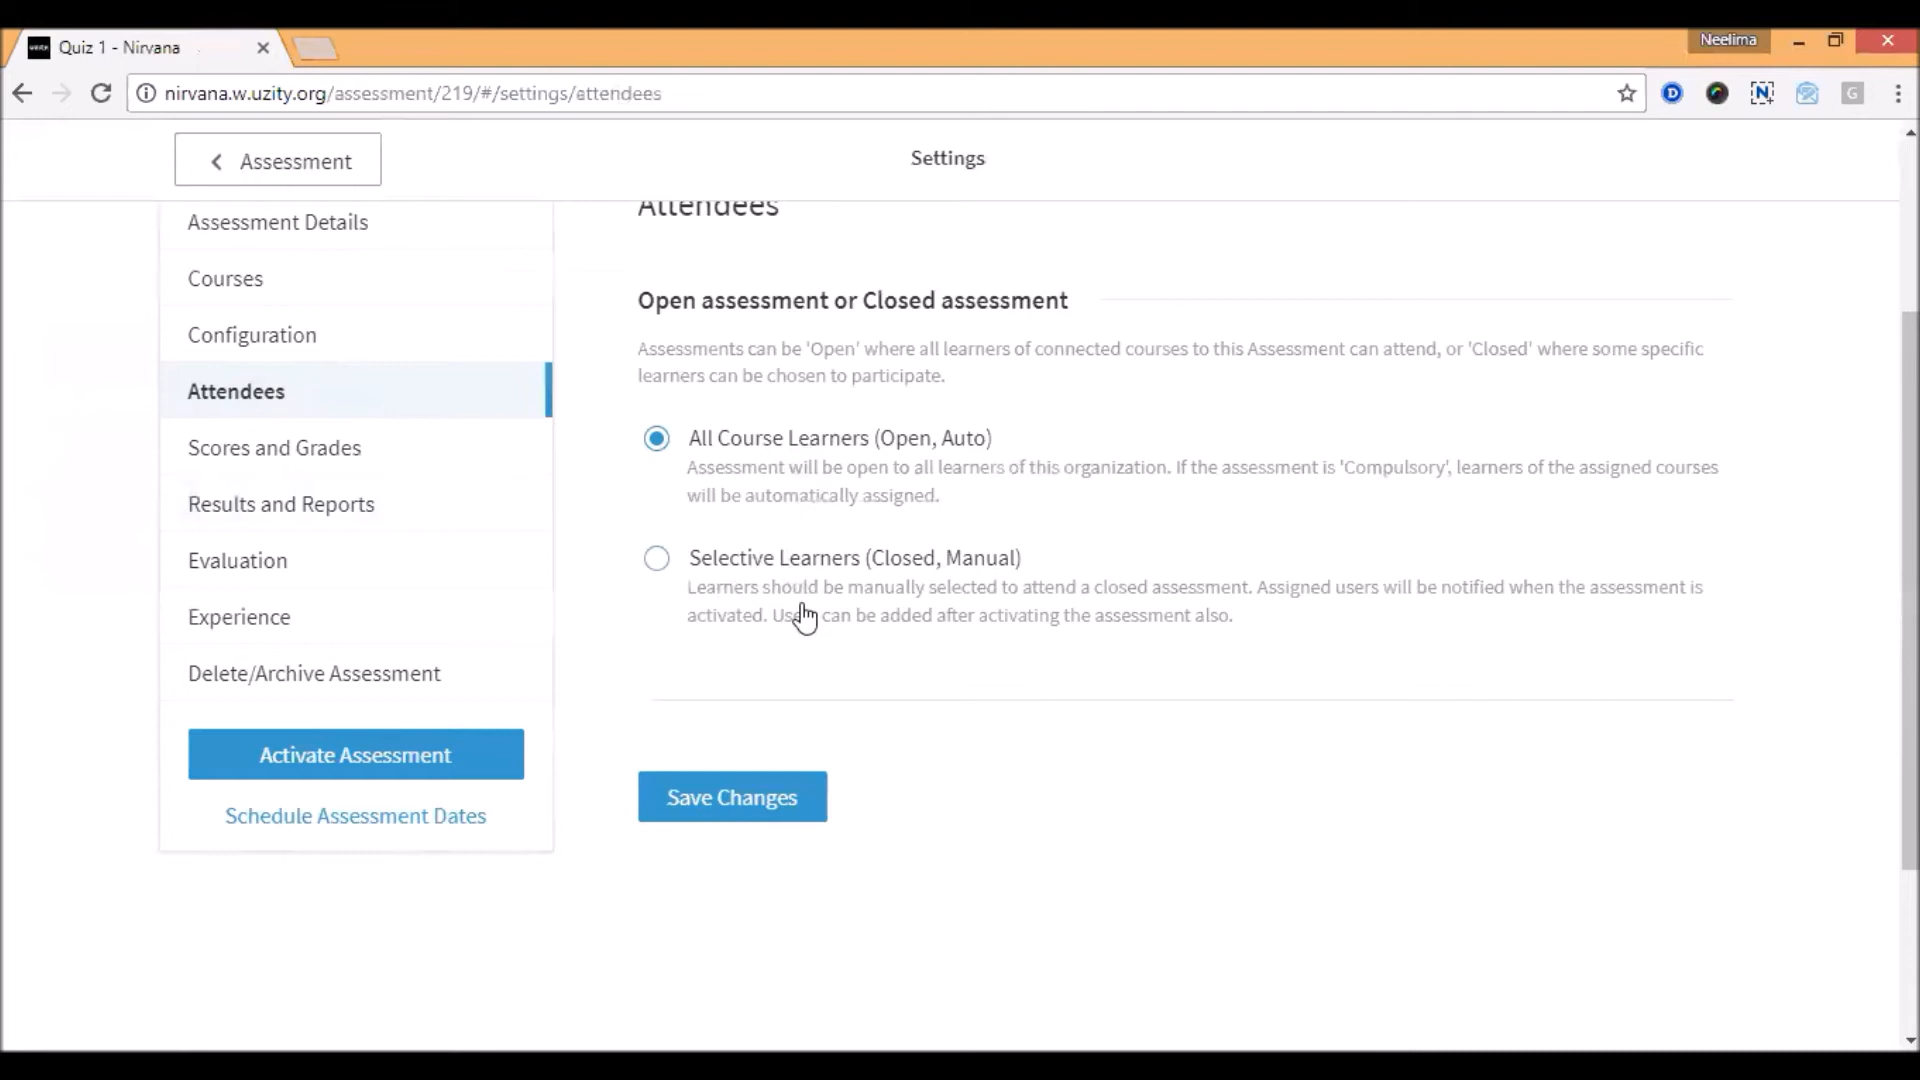 Quiz 1 - Nirvana
Neelima
nirvana.w.uzity.org/assessment/219/#/settings/attendees
Assessment
Settings
Assessment Details
Courses
Configuration
Attendees
Scores and Grades
Results and Reports
Evaluation
Experience
Delete/Archive Assessment
Activate Assessment
Schedule Assessment Dates
Attendees
Open assessment or Closed assessment
Assessments can be 'Open' where all learners of connected courses to this Assessment can attend, or 'Closed' where some specific
learners can be chosen to participate.
All Course Learners (Open, Auto)
Assessment will be open to all learners of this organization. If the assessment is 'Compulsory', learners of the assigned courses
will be automatically assigned.
Selective Learners (Closed, Manual)
Learners should be manually selected to attend a closed assessment. Assigned users will be notified when the assessment is
activated. can be added after activating the assessment also.
Save Changes